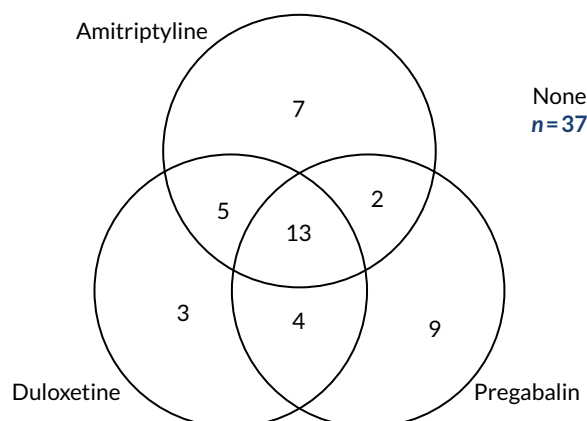 Amitriptyline
7
None
n=37
5
2
13
3
4
9
Duloxetine
Pregabalin